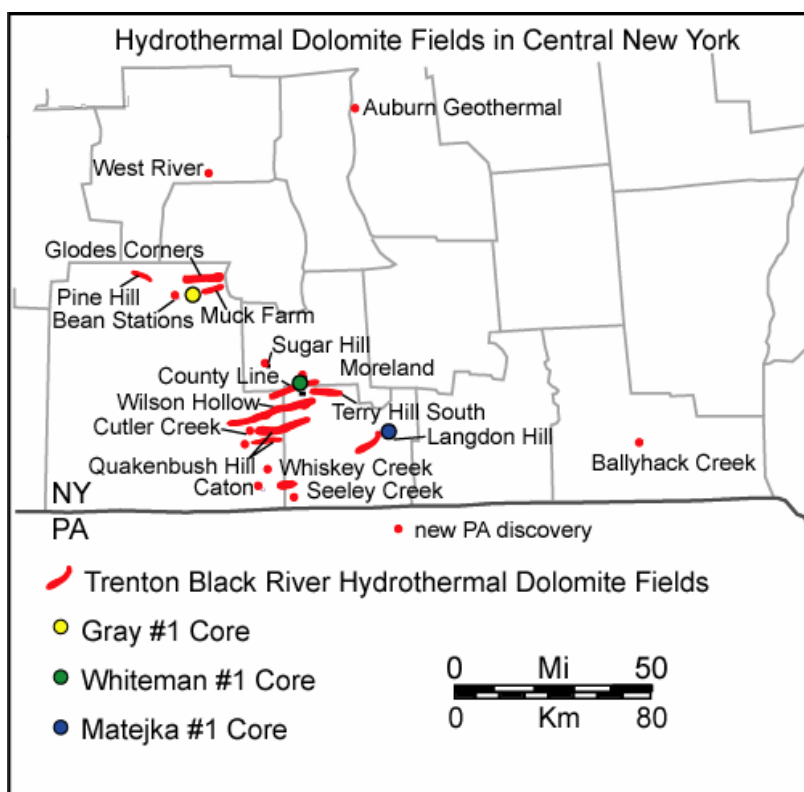 Hydrothermal Dolomite Fields in Central New York
Auburn Geothermal
West River
Glodes Corners
Pine Hill
Bean Stations
Muck Farm
Sugar Hill
County Line
Moreland
Wilson Hollow
Terry Hill South
Cutler Creek
Langdon Hill
Quakenbush Hill
Whiskey Creek
Ballyhack Creek
Caton
Seeley Creek
NY
PA
new PA discovery
Trenton Black River Hydrothermal Dolomite Fields
Gray #1 Core
Whiteman #1 Core
Matejka #1 Core
0 Mi 50
0 Km 80